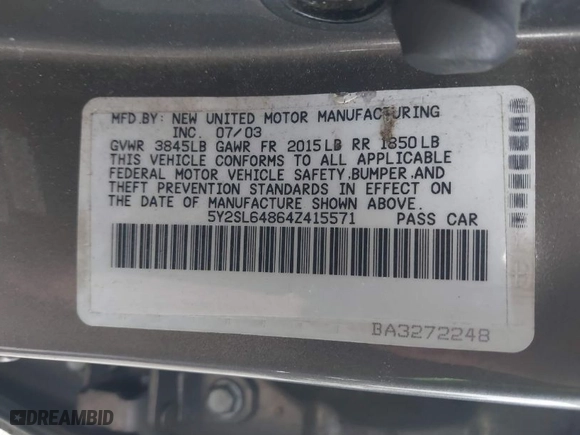 MFD.BY: NEW UNITED MOTOR MANUFACTURING
INC. 07/03
GVWR 3845LB GAWR FR 2015LB RR 1850LB
THIS VEHICLE CONFORMS TO ALL APPLICABLE
FEDERAL MOTOR VEHICLE SAFETY,BUMPER,AND
THEFT PREVENTION STANDARDS IN EFFECT ON
THE DATE OF MANUFACTURE SHOWN ABOVE.
5Y2SL64864Z415571 PASS CAR
BA3272248
DREAMBID